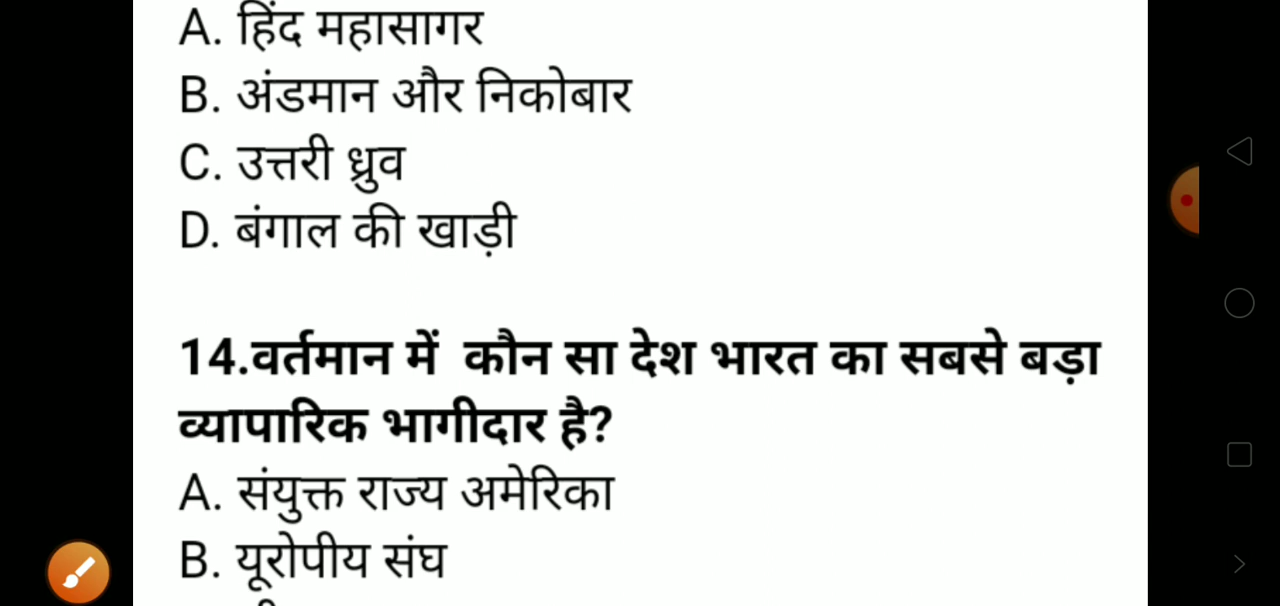 A. हिंद महासागर
B. अंडमान और निकोबार
C. उत्तरी ध्रुव
D. बंगाल की खाड़ी
14.वर्तमान में कौन सा देश भारत का सबसे बड़ा
व्यापारिक भागीदार है?
A. संयुक्त राज्य अमेरिका
B. यूरोपीय संघ